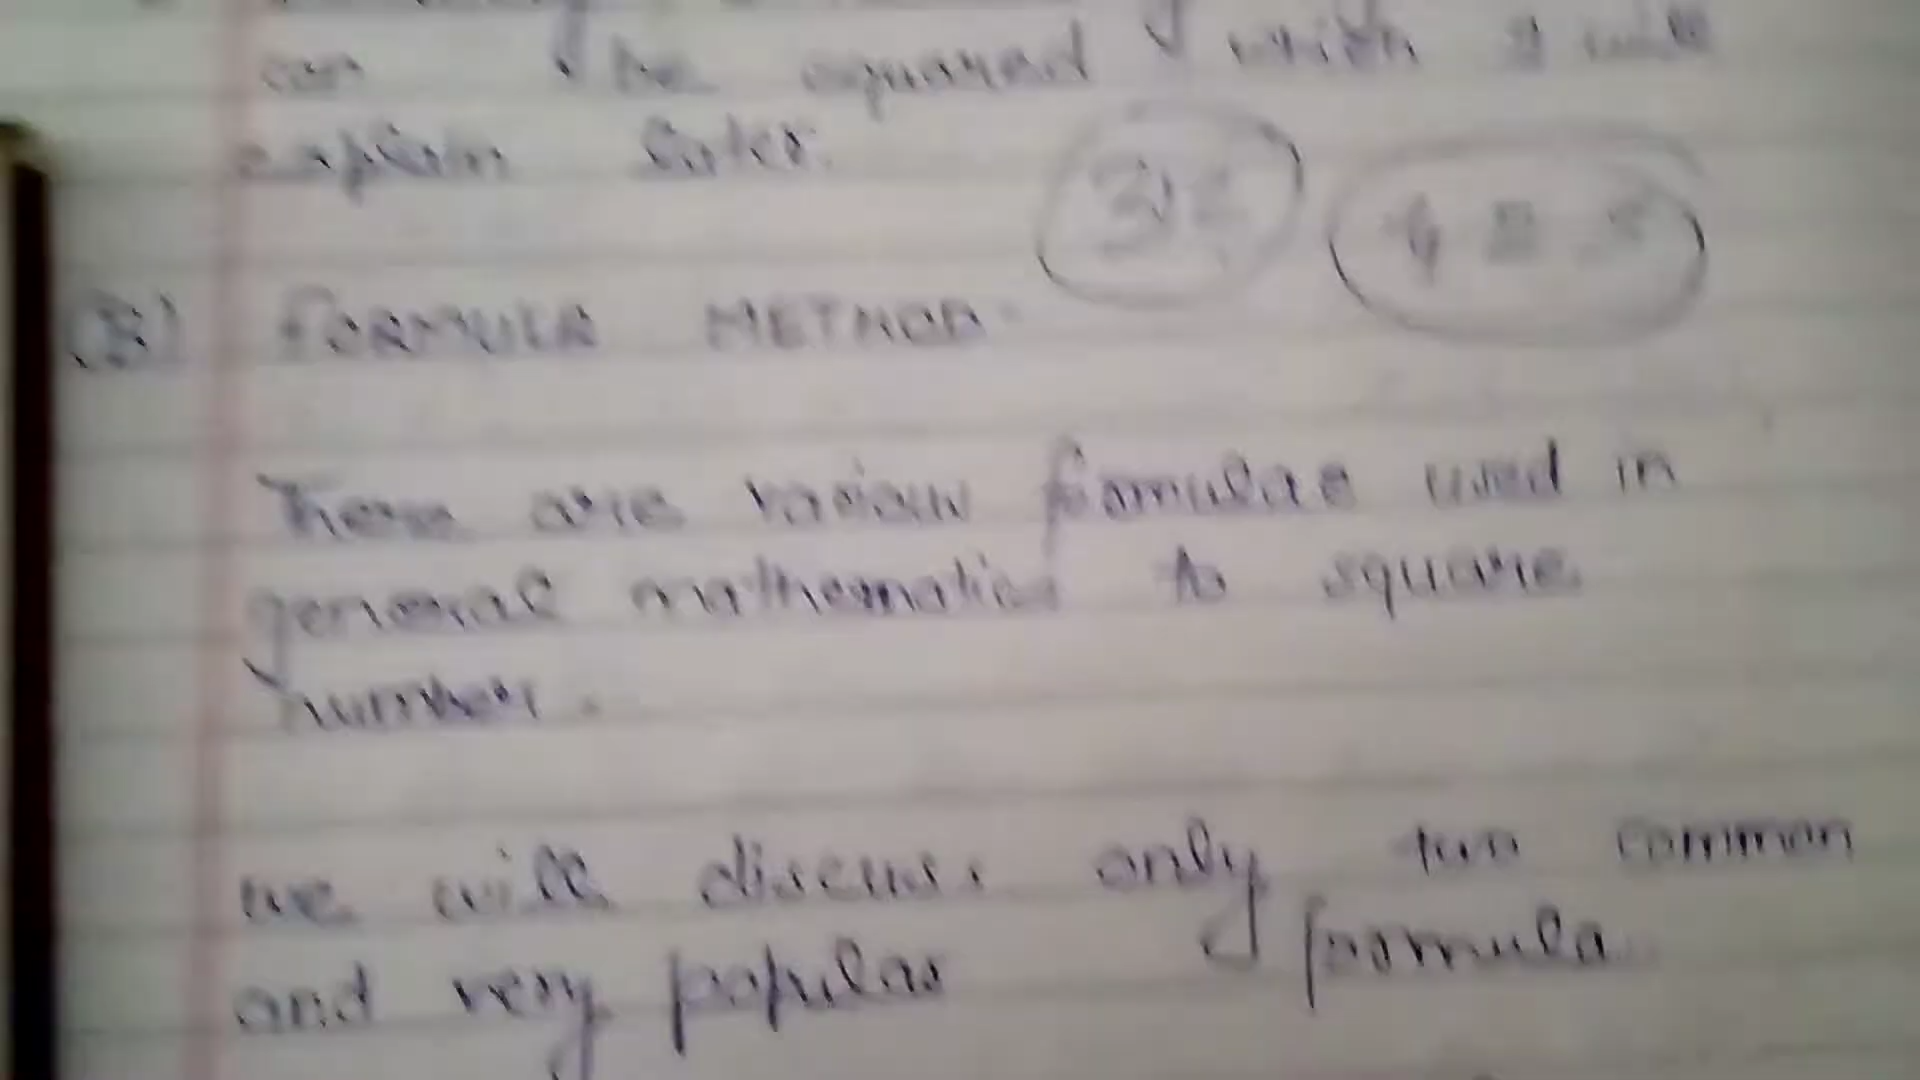 can be squared which I will
explain later.
FORMULA METHOD.
There are various formulae used in
general mathematics to square
number.
we will discuss only two common
and very popular formula